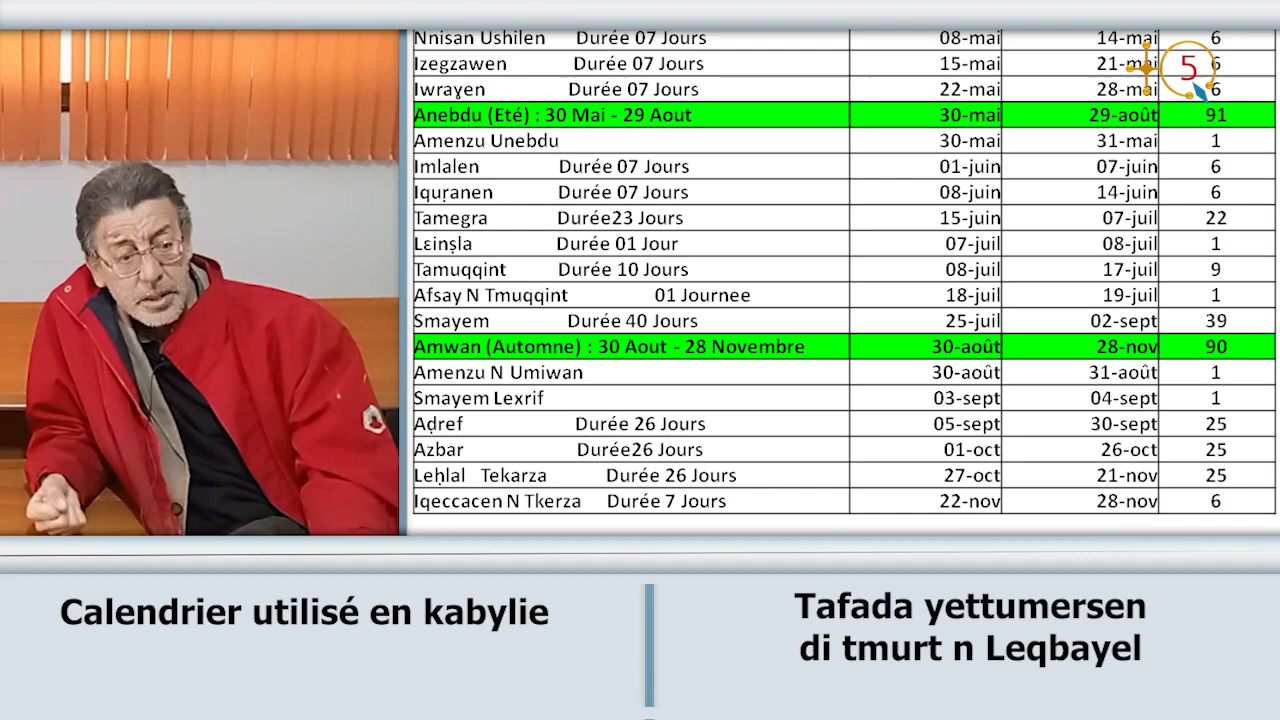 Nnisan Ushilen Durée 07 Jours 08-mai 14-mai 6
Izegzawen Durée 07 Jours 15-mai 21-mai 6
Iwraɣen Durée 07 Jours 22-mai 28-mai 6
Anebdu (Eté) : 30 Mai - 29 Aout 30-mai 29-août 91
Amenzu Unebdu 30-mai 31-mai 1
Imlalen Durée 07 Jours 01-juin 07-juin 6
Iquṛanen Durée 07 Jours 08-juin 14-juin 6
Tamegra Durée23 Jours 15-juin 07-juil 22
Lɛinṣla Durée 01 Jour 07-juil 08-juil 1
Tamuqqint Durée 10 Jours 08-juil 17-juil 9
Afsay N Tmuqqint 01 Journee 18-juil 19-juil 1
Smayem Durée 40 Jours 25-juil 02-sept 39
Amwan (Automne) : 30 Aout - 28 Novembre 30-août 28-nov 90
Amenzu N Umiwan 30-août 31-août 1
Smayem Lexrif 03-sept 04-sept 1
Aḍref Durée 26 Jours 05-sept 30-sept 25
Azbar Durée26 Jours 01-oct 26-oct 25
Leḥlal Tekarza Durée 26 Jours 27-oct 21-nov 25
Iqeccacen N Tkerza Durée 7 Jours 22-nov 28-nov 6
5
Calendrier utilisé en kabylie
Tafada yettumersen
di tmurt n Leqbayel